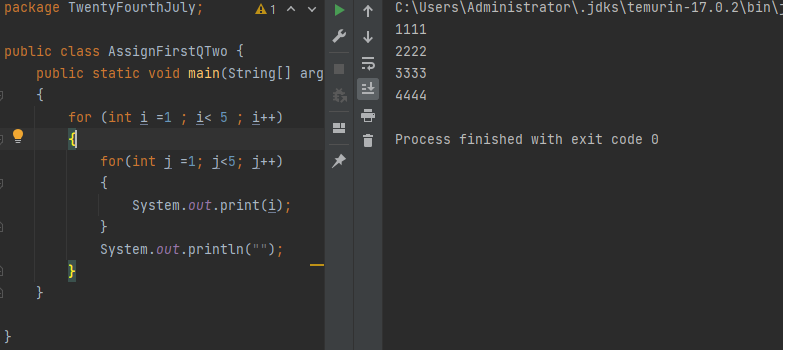 package TwentyFourthJuly;
1
public class AssignFirstQTwo {
public static void main(String[] arg
{
for (int i =1 ; i< 5 ; i++)
{
for(int j =1; j<5; j++)
{
System.out.print(i);
}
System.out.println("");
}
}
}
C:\Users\Administrator\.jdks\temurin-17.0.2\bin\j
1111
2222
3333
4444
Process finished with exit code 0